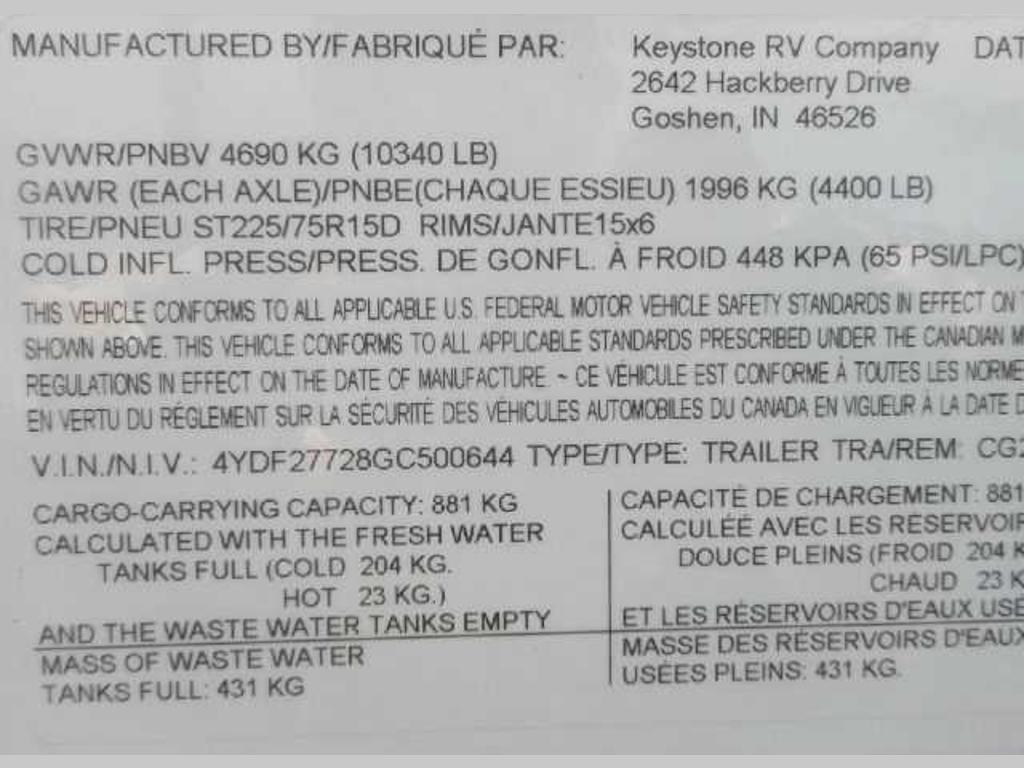 MANUFACTURED BY/FABRIQUÉ PAR: Keystone RV Company DAT
2642 Hackberry Drive
Goshen, IN 46526
GVWR/PNBV 4690 KG (10340 LB)
GAWR (EACH AXLE)/PNBE(CHAQUE ESSIEU) 1996 KG (4400 LB)
TIRE/PNEU ST225/75R15D RIMS/JANTE15x6
COLD INFL. PRESS/PRESS. DE GONFL. À FROID 448 KPA (65 PSI/LPC)
THIS VEHICLE CONFORMS TO ALL APPLICABLE U.S. FEDERAL MOTOR VEHICLE SAFETY STANDARDS IN EFFECT ON
SHOWN ABOVE. THIS VEHICLE CONFORMS TO ALL APPLICABLE STANDARDS PRESCRIBED UNDER THE CANADIAN M
REGULATIONS IN EFFECT ON THE DATE OF MANUFACTURE. ~ CE VÉHICULE EST CONFORME À TOUTES LES NORME
EN VERTU DU RÉGLEMENT SUR LA SÉCURITÉ DES VÉHICULES AUTOMOBILES DU CANADA EN VIGUEUR À LA DATE D
V.I.N./N.I.V.: 4YDF27728GC500644 TYPE/TYPE: TRAILER TRA/REM: CG2
CARGO-CARRYING CAPACITY: 881 KG
CALCULATED WITH THE FRESH WATER
TANKS FULL (COLD 204 KG.
HOT 23 KG.)
AND THE WASTE WATER TANKS EMPTY
MASS OF WASTE WATER
TANKS FULL: 431 KG
CAPACITÉ DE CHARGEMENT: 881
CALCULÉE AVEC LES RÉSERVOIR
DOUCE PLEINS (FROID 204 K
CHAUD 23 K
ET LES RÉSERVOIRS D'EAUX USÉ
MASSE DES RÉSERVOIRS D'EAUX
USÉES PLEINS: 431 KG.